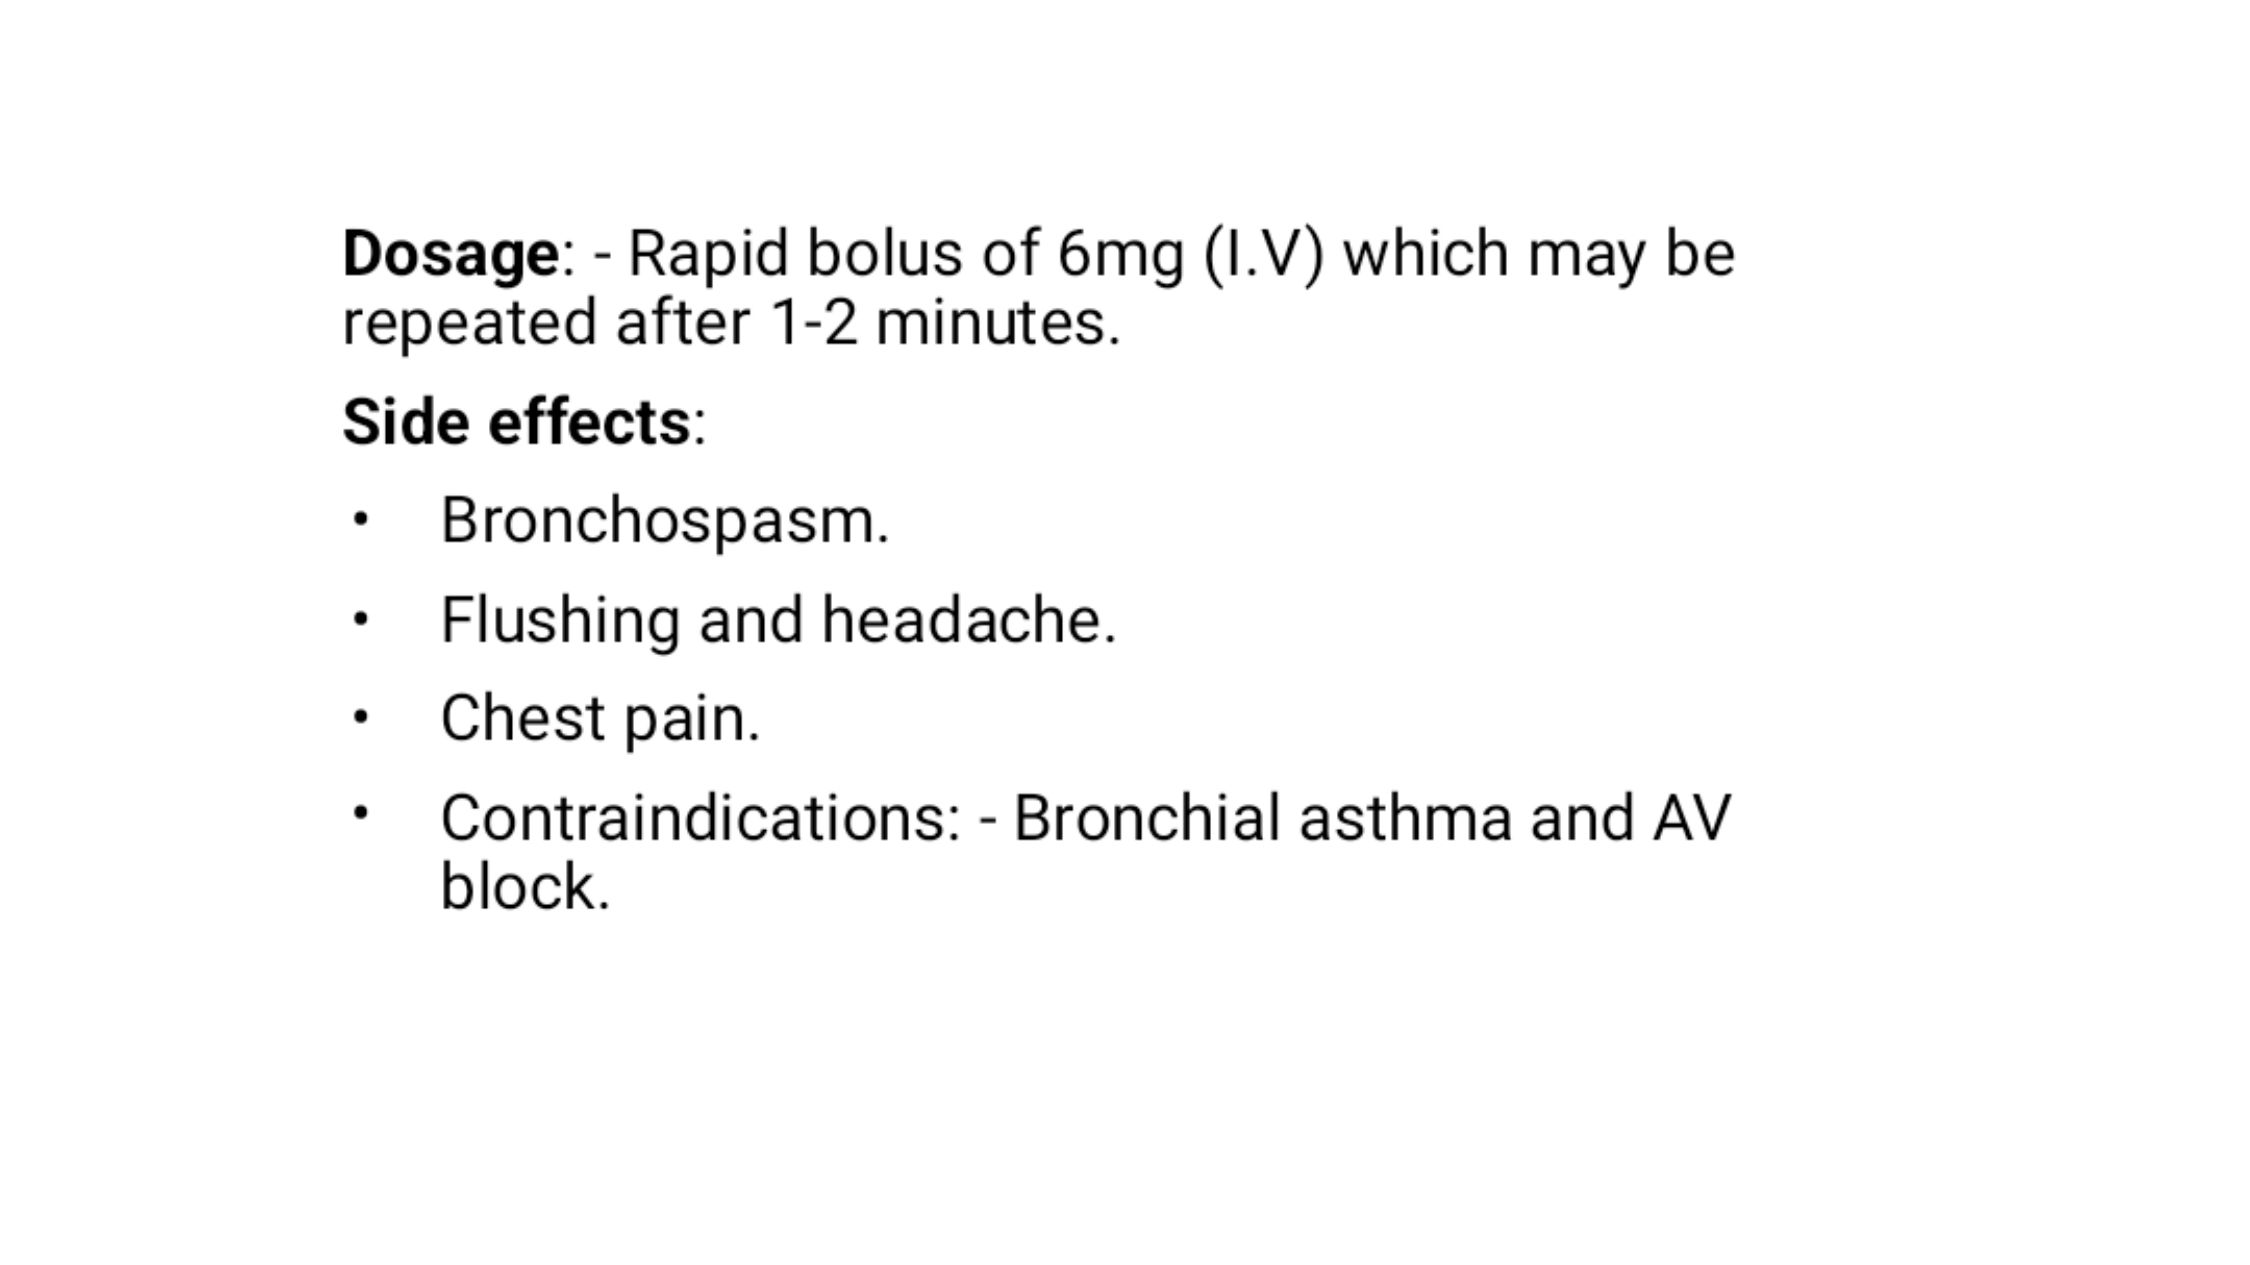 Dosage: - Rapid bolus of 6mg (I.V) which may be
repeated after 1-2 minutes.
Side effects:
• Bronchospasm.
• Flushing and headache.
• Chest pain.
• Contraindications: - Bronchial asthma and AV
block.